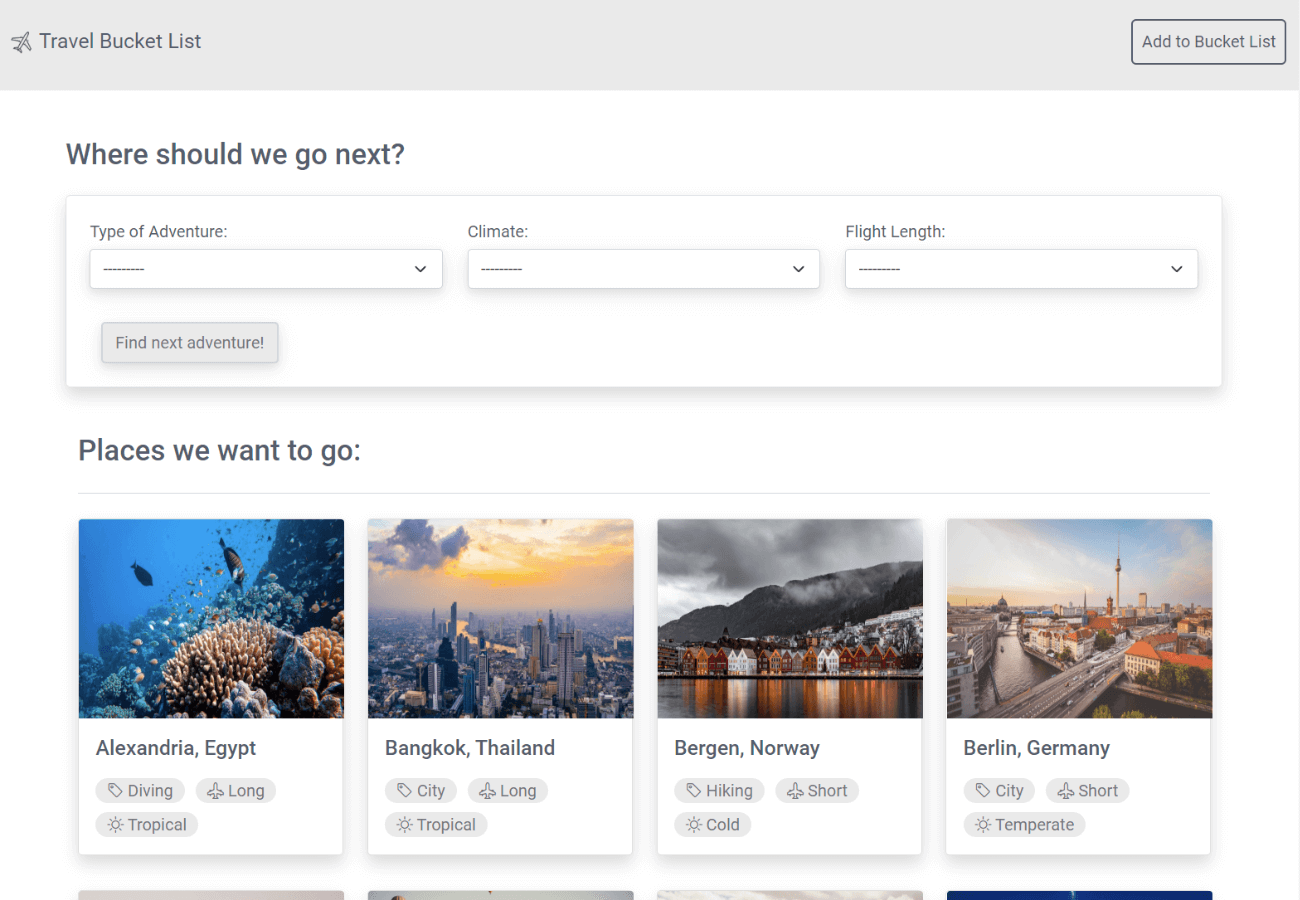 Travel Bucket List
Add to Bucket List
Where should we go next?
Type of Adventure:
Climate:
Flight Length:
---------
---------
---------
Find next adventure!
Places we want to go:
Alexandria, Egypt
Diving
Long
Tropical
Bangkok, Thailand
City
Long
Tropical
Bergen, Norway
Hiking
Short
Cold
Berlin, Germany
City
Short
Temperate